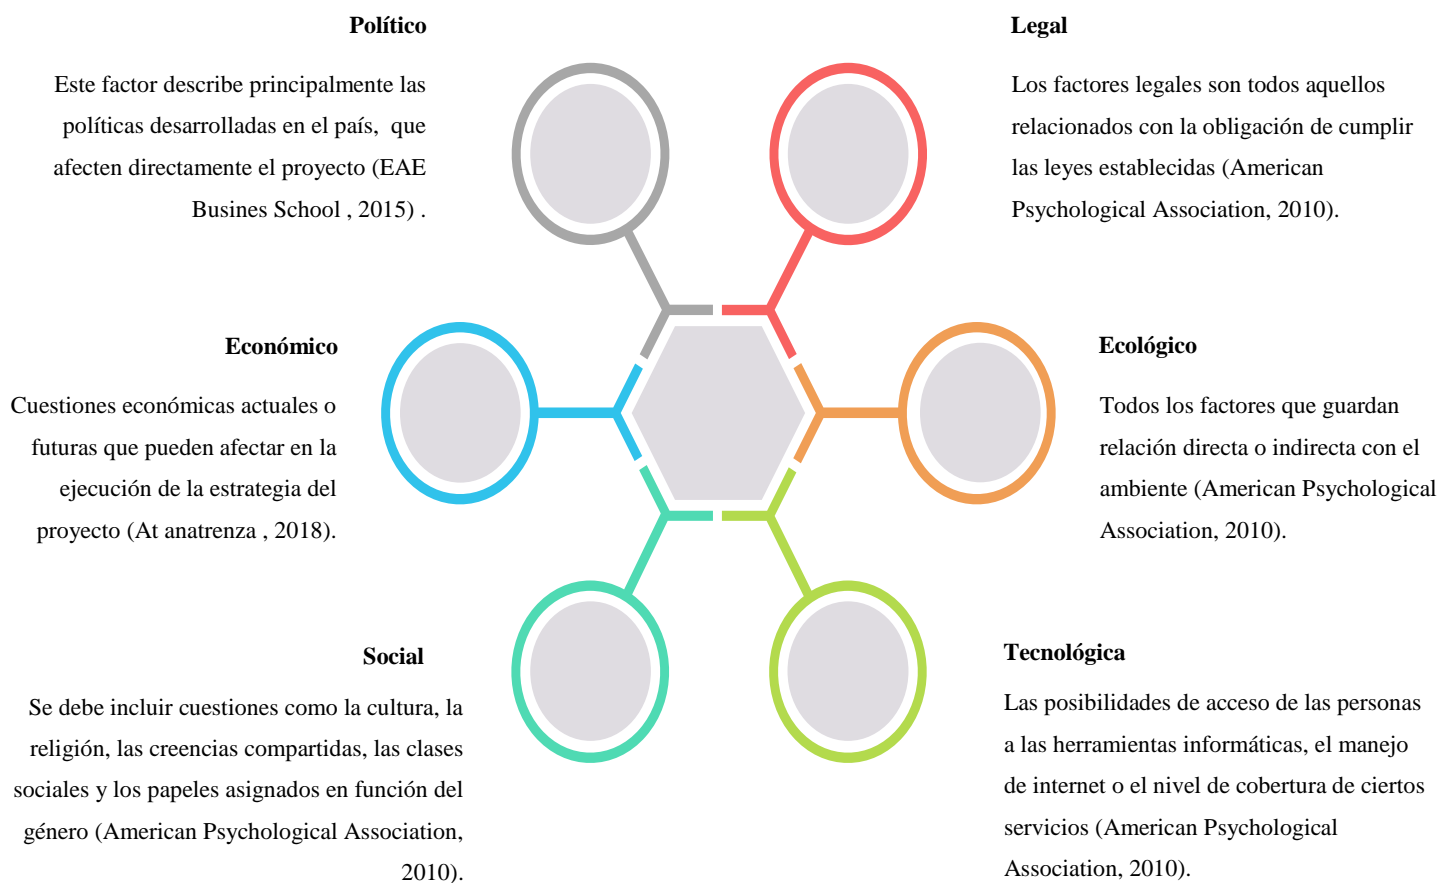 Político
Este factor describe principalmente las
políticas desarrolladas en el país,  que
afecten directamente el proyecto (EAE
Busines School , 2015) .
Legal
Los factores legales son todos aquellos
relacionados con la obligación de cumplir
las leyes establecidas (American
Psychological Association, 2010).
Económico
Cuestiones económicas actuales o
futuras que pueden afectar en la
ejecución de la estrategia del
proyecto (At anatrenza , 2018).
Ecológico
Todos los factores que guardan
relación directa o indirecta con el
ambiente (American Psychological
Association, 2010).
Social
Se debe incluir cuestiones como la cultura, la
religión, las creencias compartidas, las clases
sociales y los papeles asignados en función del
género (American Psychological Association,
2010).
Tecnológica
Las posibilidades de acceso de las personas
a las herramientas informáticas, el manejo
de internet o el nivel de cobertura de ciertos
servicios (American Psychological
Association, 2010).